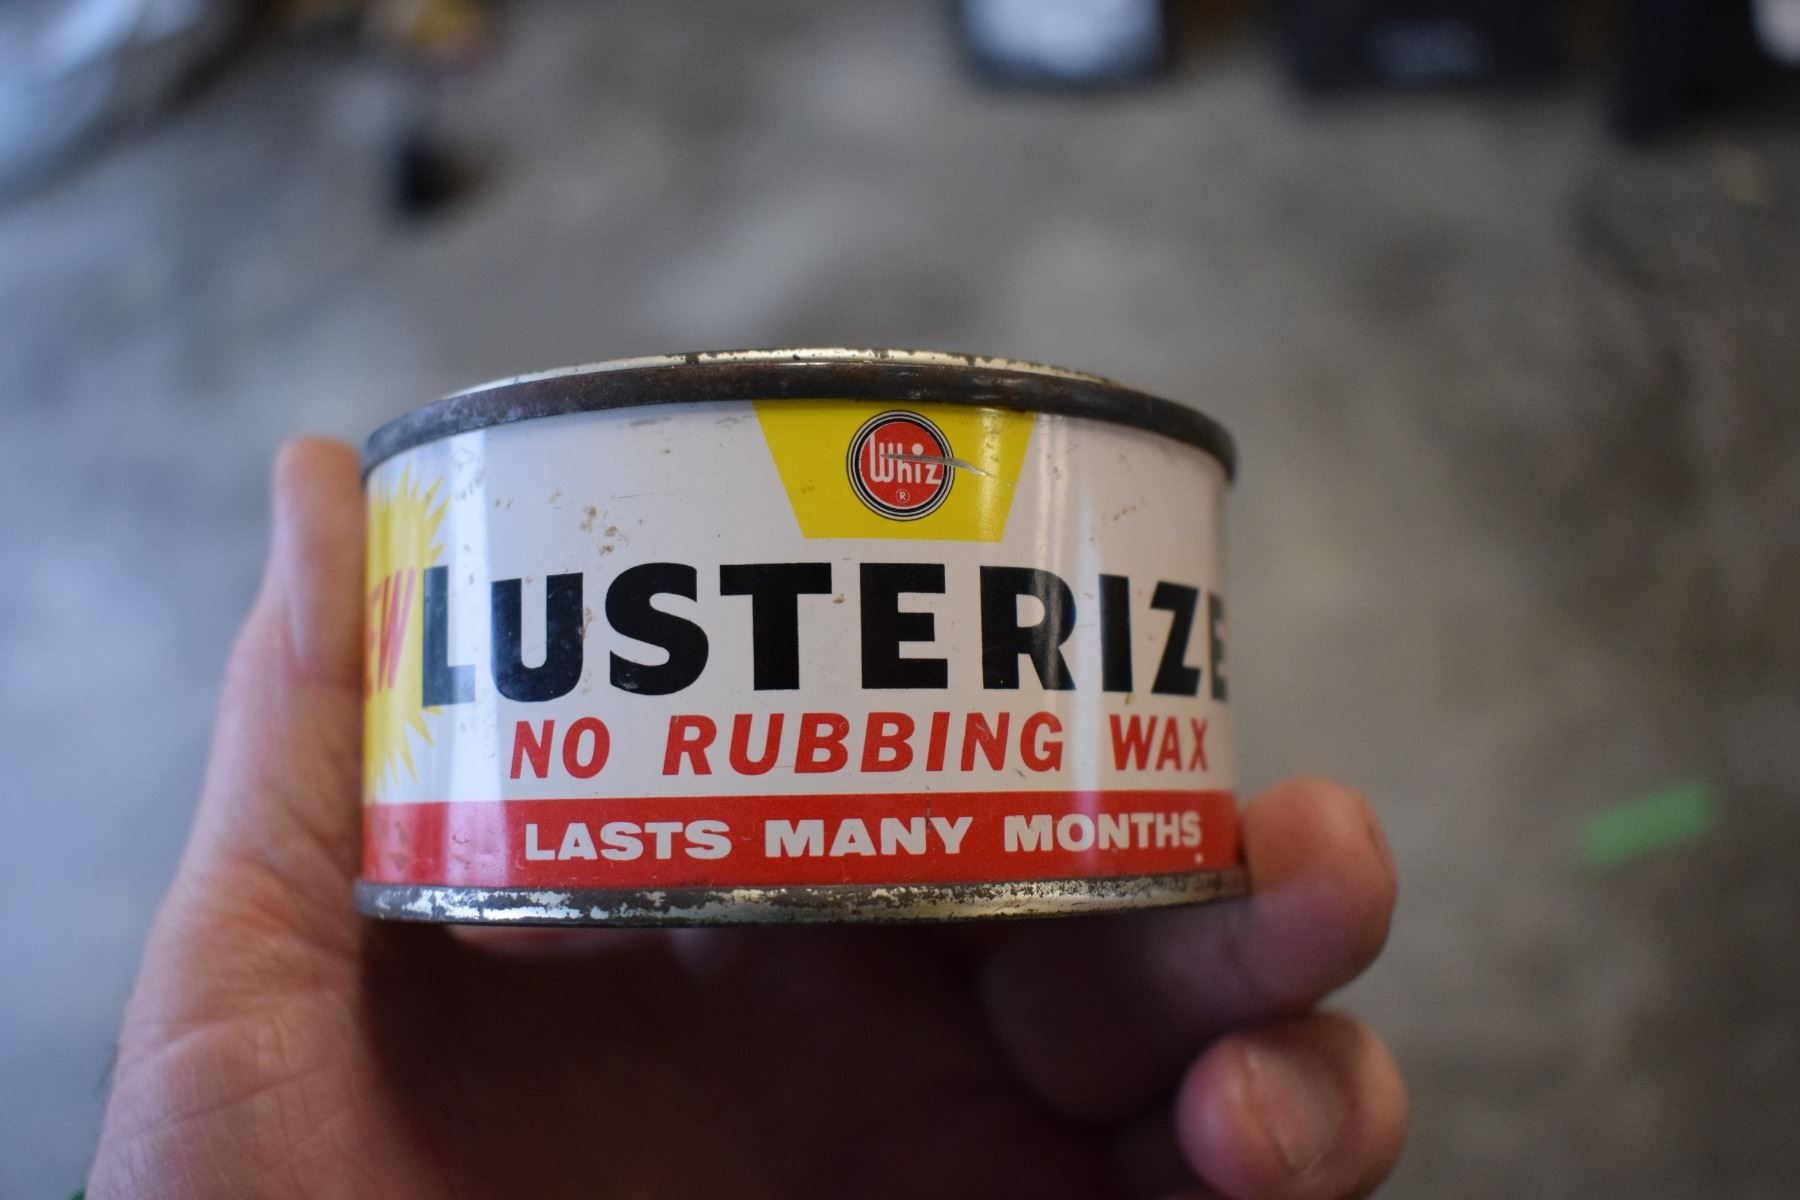 Whiz
®
EW
LUSTERIZE
NO RUBBING WAX
LASTS MANY MONTHS